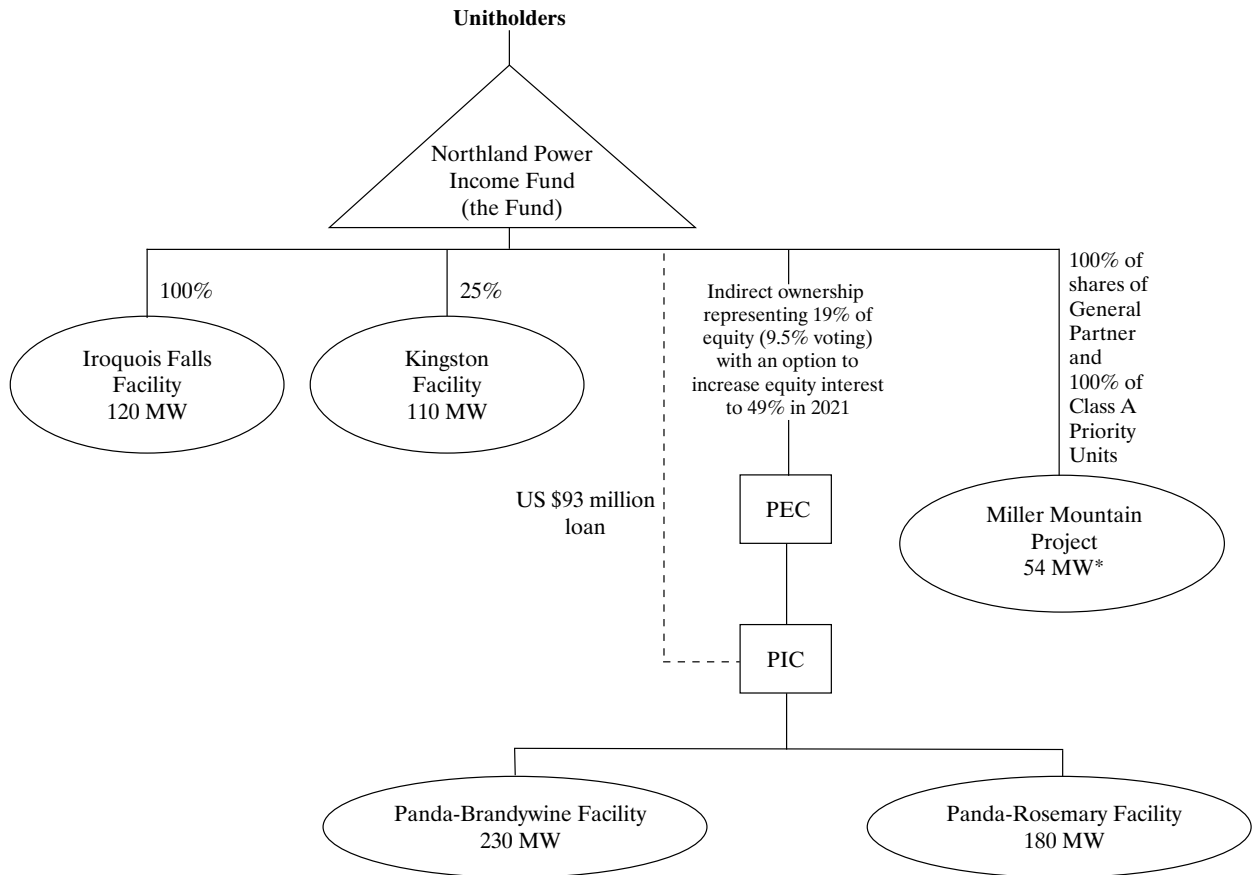 Unitholders
Northland Power
Income Fund
(the Fund)
100%
25%
Indirect ownership
representing 19% of
equity (9.5% voting)
with an option to
increase equity interest
to 49% in 2021
100% of
shares of
General
Partner
and
100% of
Class A
Priority
Units
Iroquois Falls
Facility
120 MW
Kingston
Facility
110 MW
US $93 million
loan
PEC
Miller Mountain
Project
54 MW*
PIC
Panda-Brandywine Facility
230 MW
Panda-Rosemary Facility
180 MW